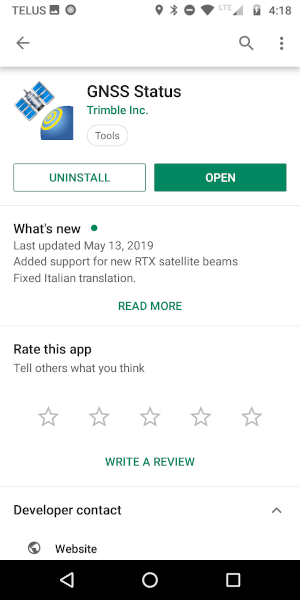 TELUS LTE 4:18
GNSS Status
Trimble Inc.
Tools
UNINSTALL OPEN
What's new
Last updated May 13, 2019
Added support for new RTX satellite beams
Fixed Italian translation.
READ MORE
Rate this app
Tell others what you think
WRITE A REVIEW
Developer contact
Website